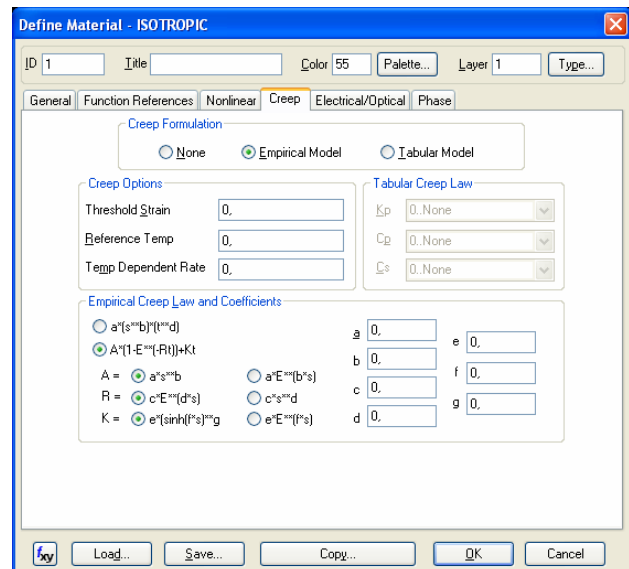 Define Material - ISOTROPIC
ID 1 Title Color 55 Palette... Layer 1 Type...
General Function References Nonlinear Creep Electrical/Optical Phase
Creep Formulation
None Empirical Model Tabular Model
Creep Options
Threshold Strain 0,
Reference Temp 0,
Temp Dependent Rate 0,
Tabular Creep Law
Kp 0..None
Cp 0..None
Cs 0..None
Empirical Creep Law and Coefficients
a*(s**b)*(t**d)
A*(1-E**(-Rt))+Kt
A = a*s**b a*E**(b*s)
R = c*E**(d*s) c*s**d
K = e*(sinh(f*s)**g e*E**(f*s)
a 0,
b 0,
c 0,
d 0,
e 0,
f 0,
g 0,
fxy Load... Save... Copy... OK Cancel